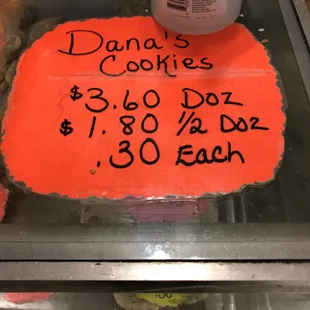 Dana's
Cookies
$3.60 Doz
$1.80 ½ Doz
.30 Each